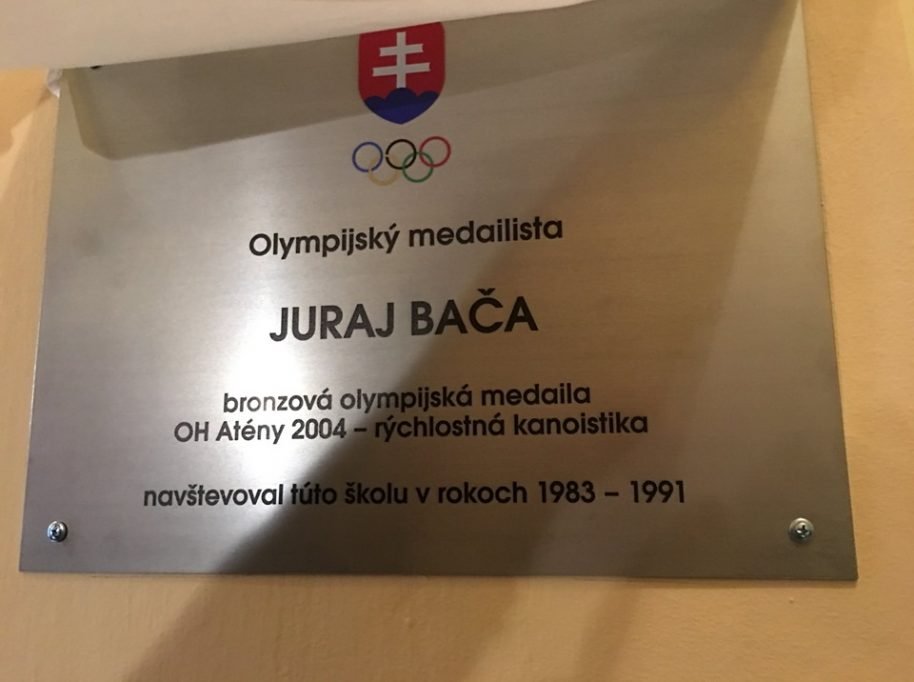 Olympijský medailista
JURAJ BAČA
bronzová olympijská medaila
OH Atény 2004 – rýchlostná kanoistika
navštevoval túto školu v rokoch 1983 – 1991